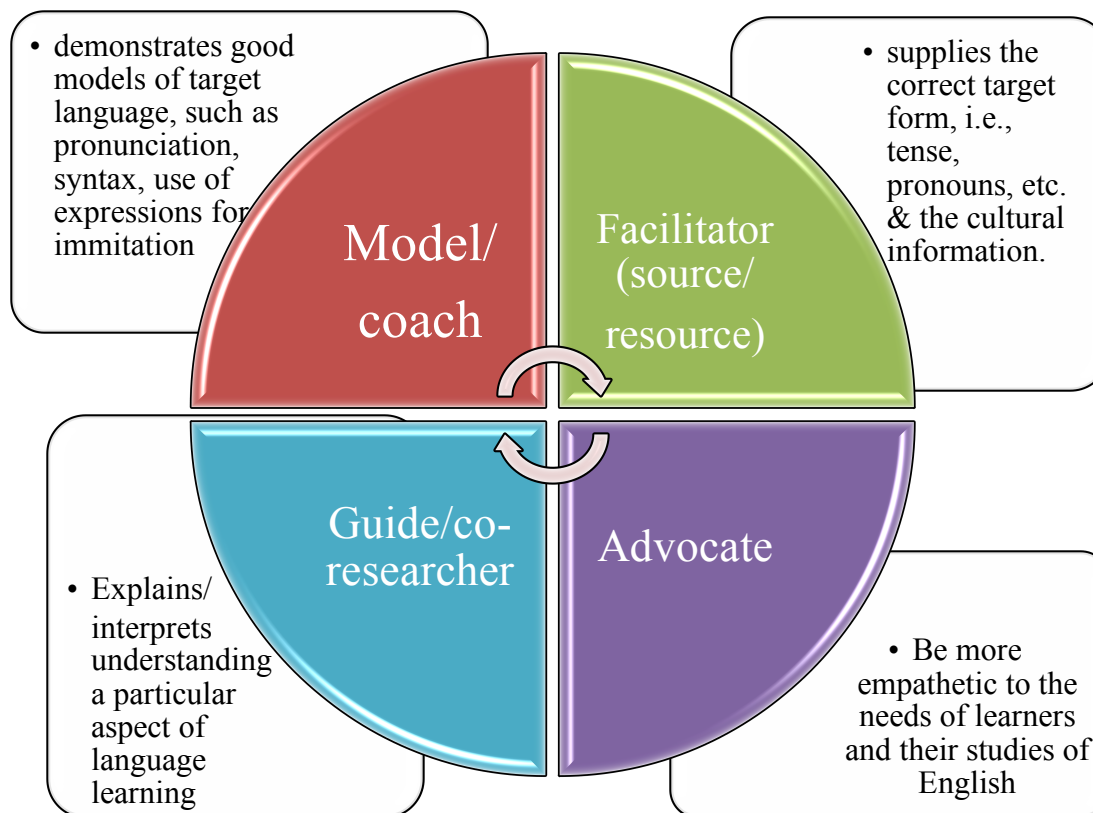 • demonstrates good
models of target
language, such as
pronunciation,
syntax, use of
expressions for
immitation
Model/
coach
Facilitator
(source/
resource)
• supplies the
correct target
form, i.e.,
tense,
pronouns, etc.
& the cultural
information.
Guide/co-
researcher
• Explains/
interprets
understanding
a particular
aspect of
language
learning
Advocate
• Be more
empathetic to the
needs of learners
and their studies of
English